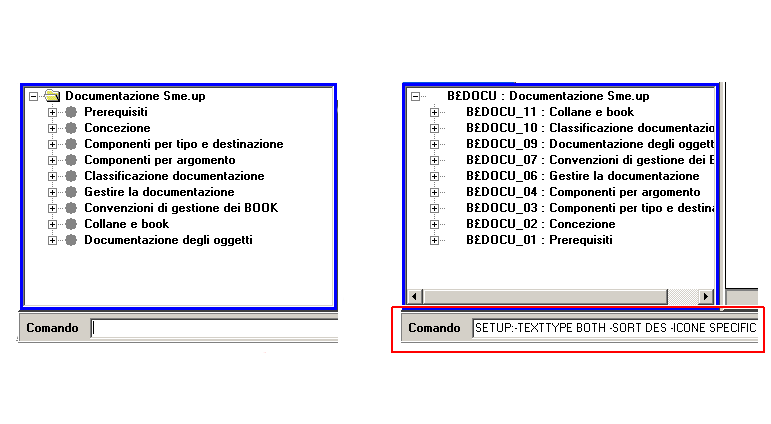 Documentazione Sme.up
Prerequisiti
Concezione
Componenti per tipo e destinazione
Componenti per argomento
Classificazione documentazione
Gestire la documentazione
Convenzioni di gestione dei BOOK
Collane e book
Documentazione degli oggetti
Comando
B£DOCU : Documentazione Sme.up
B£DOCU_11 : Collane e book
B£DOCU_10 : Classificazione documentazio
B£DOCU_09 : Documentazione degli oggett
B£DOCU_07 : Convenzioni di gestione dei B
B£DOCU_06 : Gestire la documentazione
B£DOCU_04 : Componenti per argomento
B£DOCU_03 : Componenti per tipo e destina
B£DOCU_02 : Concezione
B£DOCU_01 : Prerequisiti
Comando SETUP:-TEXTTYPE BOTH -SORT DES -ICONE SPECIFIC